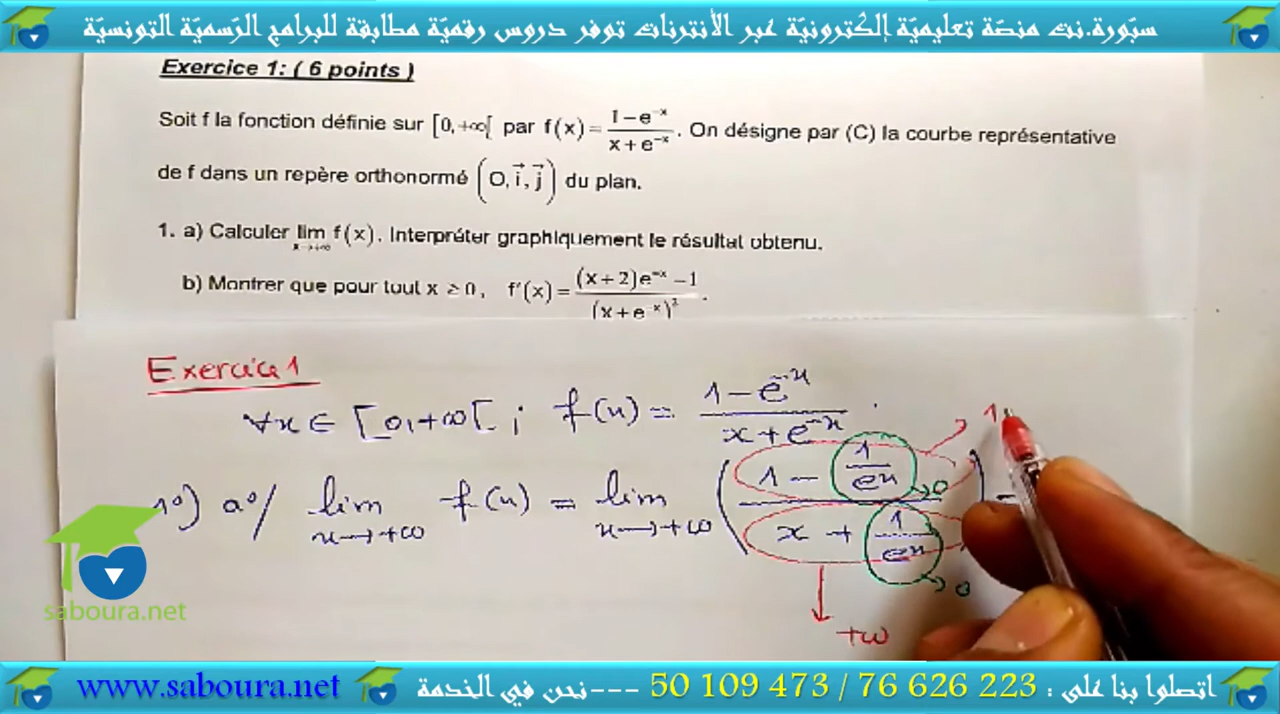 سبّورة.نت منصّة تعليميّة إلكترونيّة عبر الأنترنات توفر دروس رقميّة مطابقة للبرامج الرّسميّة التونسيّة
Exercice 1: ( 6 points )
Soit f la fonction définie sur [0,+∞[ par f(x)= (1−e⁻ˣ)/(x+e⁻ˣ). On désigne par (C) la courbe représentative
de f dans un repère orthonormé (O, i⃗, j⃗) du plan.
1. a) Calculer lim x→+∞ f(x). Interpréter graphiquement le résultat obtenu.
b) Montrer que pour tout x ≥ 0, f'(x)= ((x+2)e⁻ˣ −1)/(x+e⁻ˣ)².
Exercice 1
∀x ∈ [0,+∞[ ; f(x) = (1−e⁻ˣ)/(x+e⁻ˣ).
1°) a°/ lim x→+∞ f(x) = lim x→+∞ ((1 − 1/eˣ)/(x + 1/eˣ)) =
1
0
0
+∞
saboura.net
www.saboura.net
اتصلوا بنا على : 50 109 473 / 76 626 223 ---نحن في الخدمة